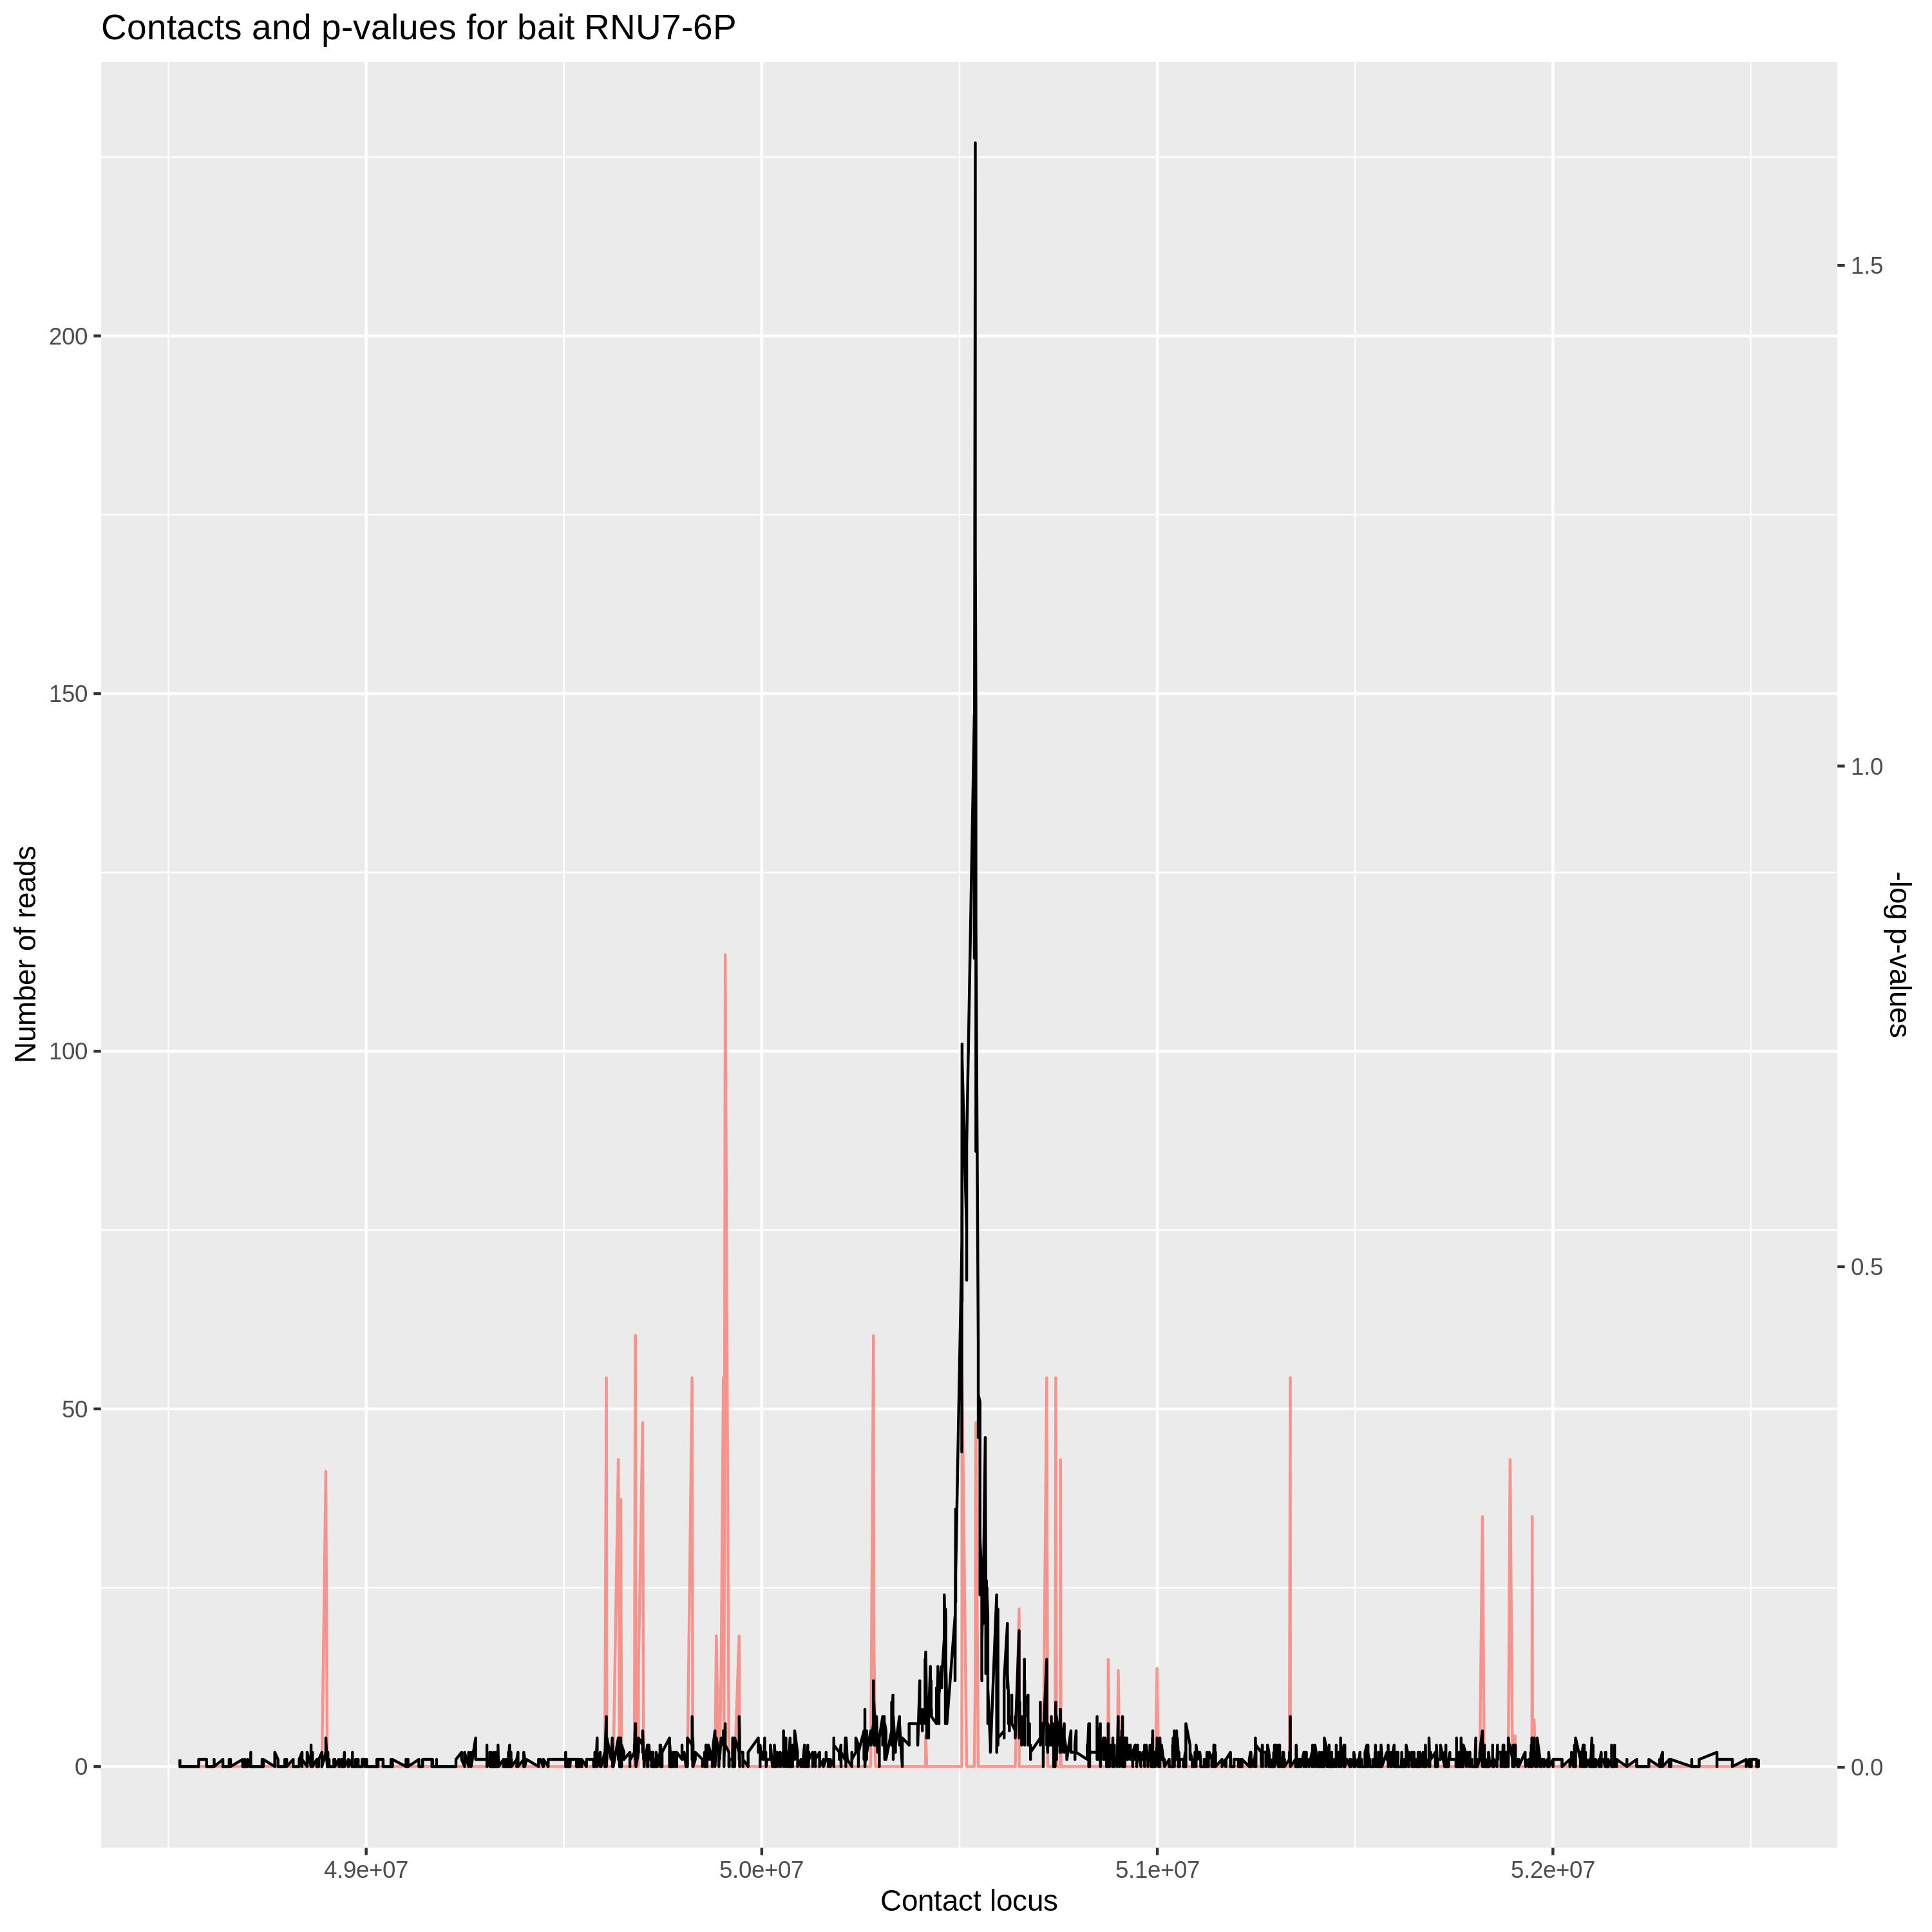 Contacts and p-values for bait RNU7-6P
200
150
100
50
0
Number of reads
1.5
1.0
0.5
0.0
-log p-values
4.9e+07 5.0e+07 5.1e+07 5.2e+07
Contact locus